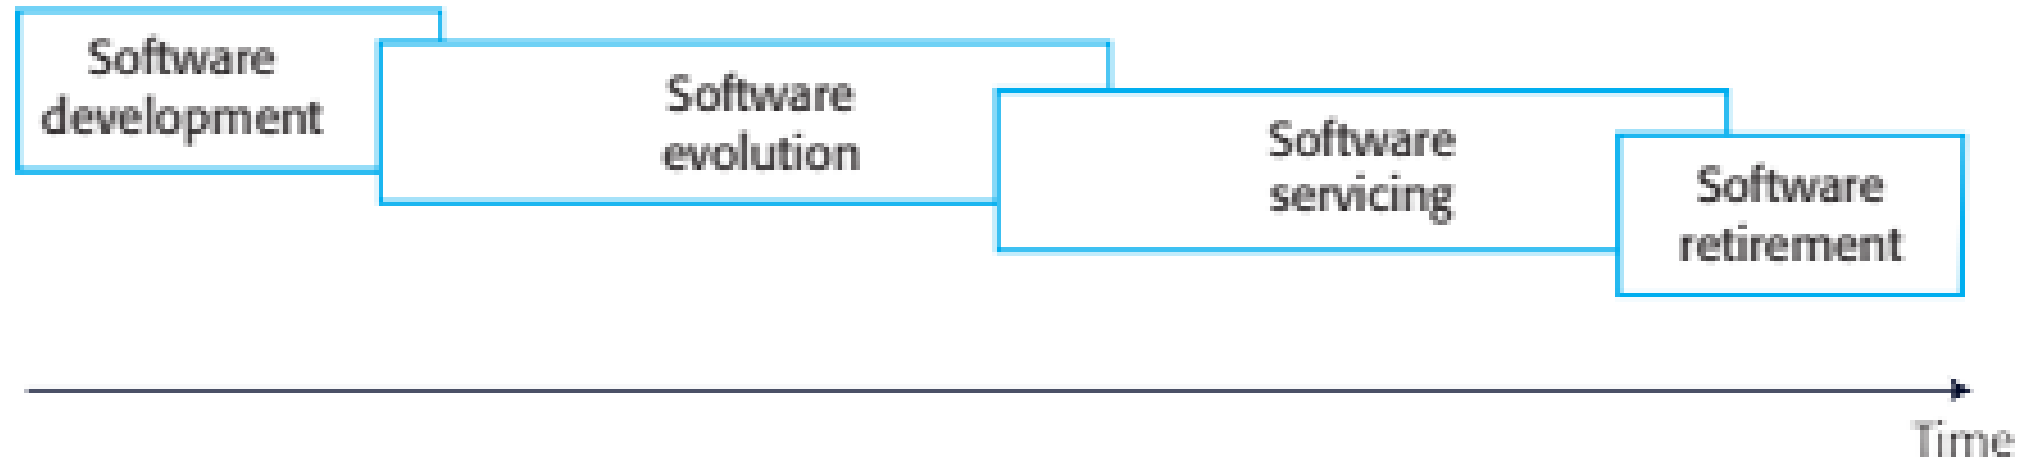 Software
development
Software
evolution
Software
servicing
Software
retirement
Time